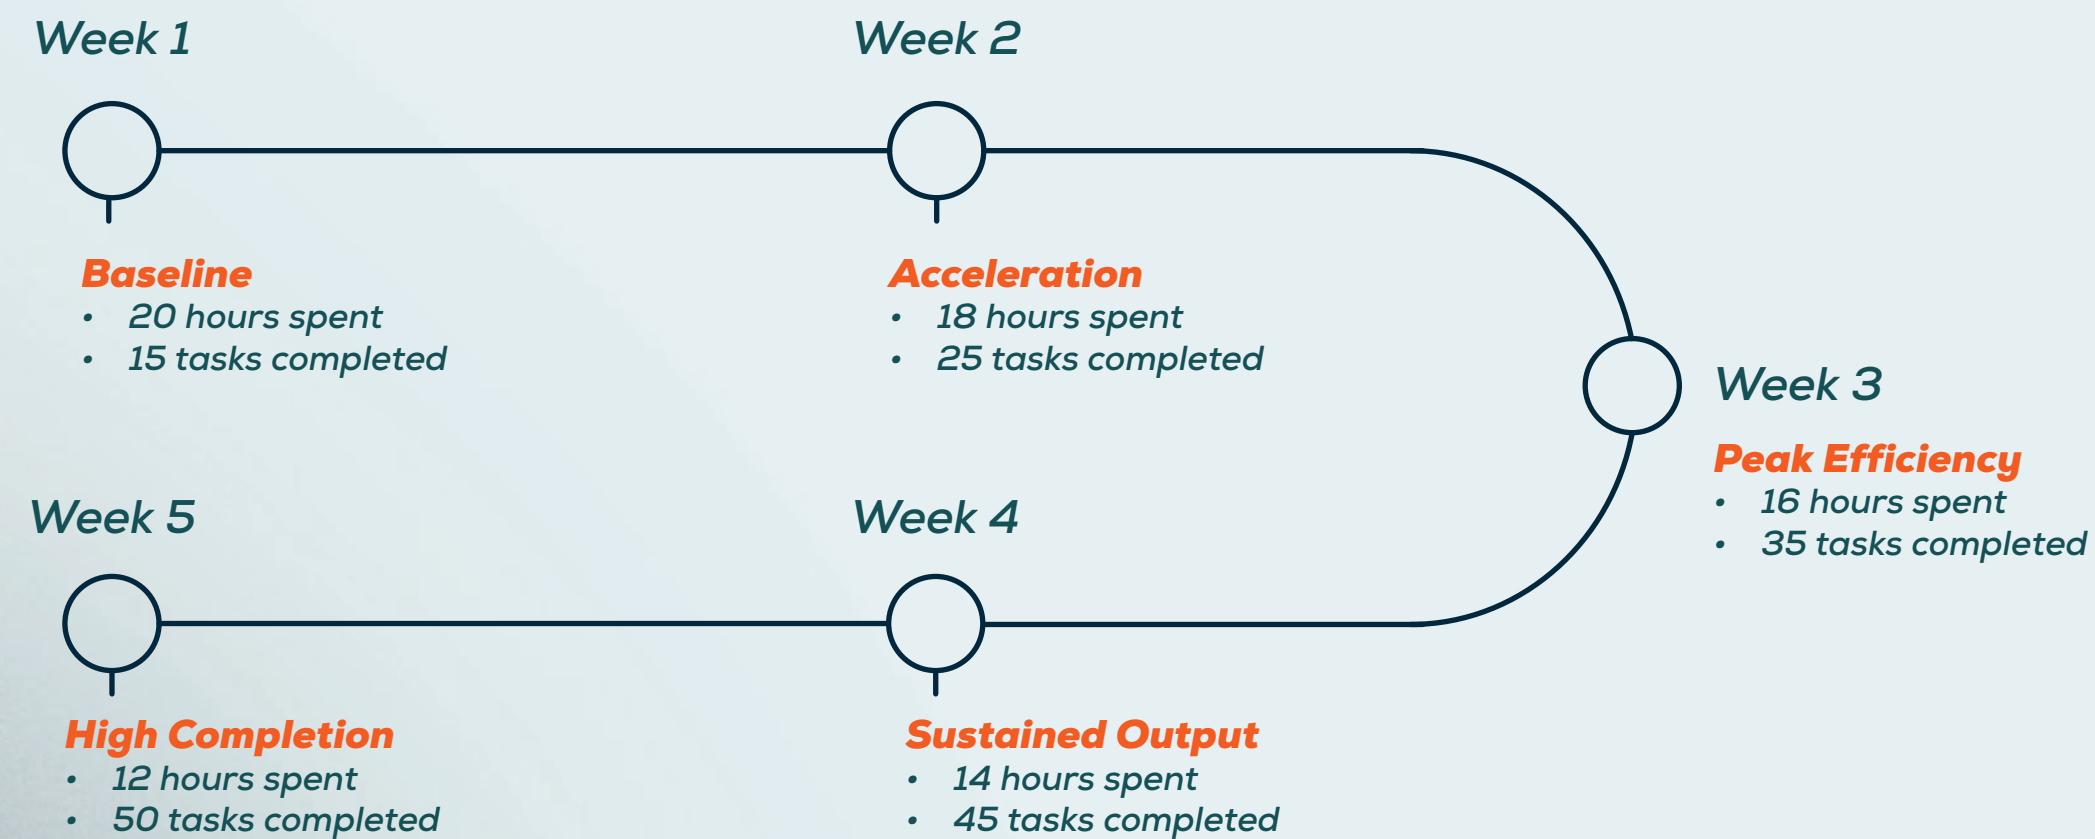 Week 1
Baseline
• 20 hours spent
• 15 tasks completed
Week 2
Acceleration
• 18 hours spent
• 25 tasks completed
Week 3
Peak Efficiency
• 16 hours spent
• 35 tasks completed
Week 4
Sustained Output
• 14 hours spent
• 45 tasks completed
Week 5
High Completion
• 12 hours spent
• 50 tasks completed